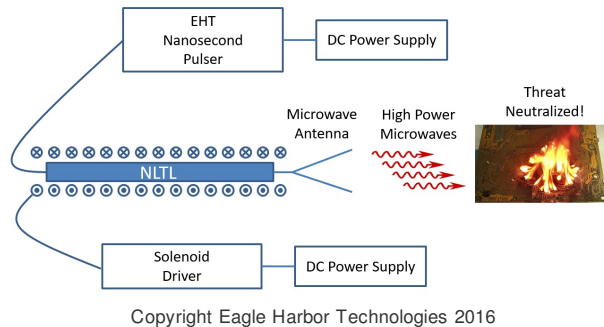 EHT
Nanosecond
Pulser
DC Power Supply
Threat
Neutralized!
Microwave
Antenna
High Power
Microwaves
NLTL
Solenoid
Driver
DC Power Supply
Copyright Eagle Harbor Technologies 2016